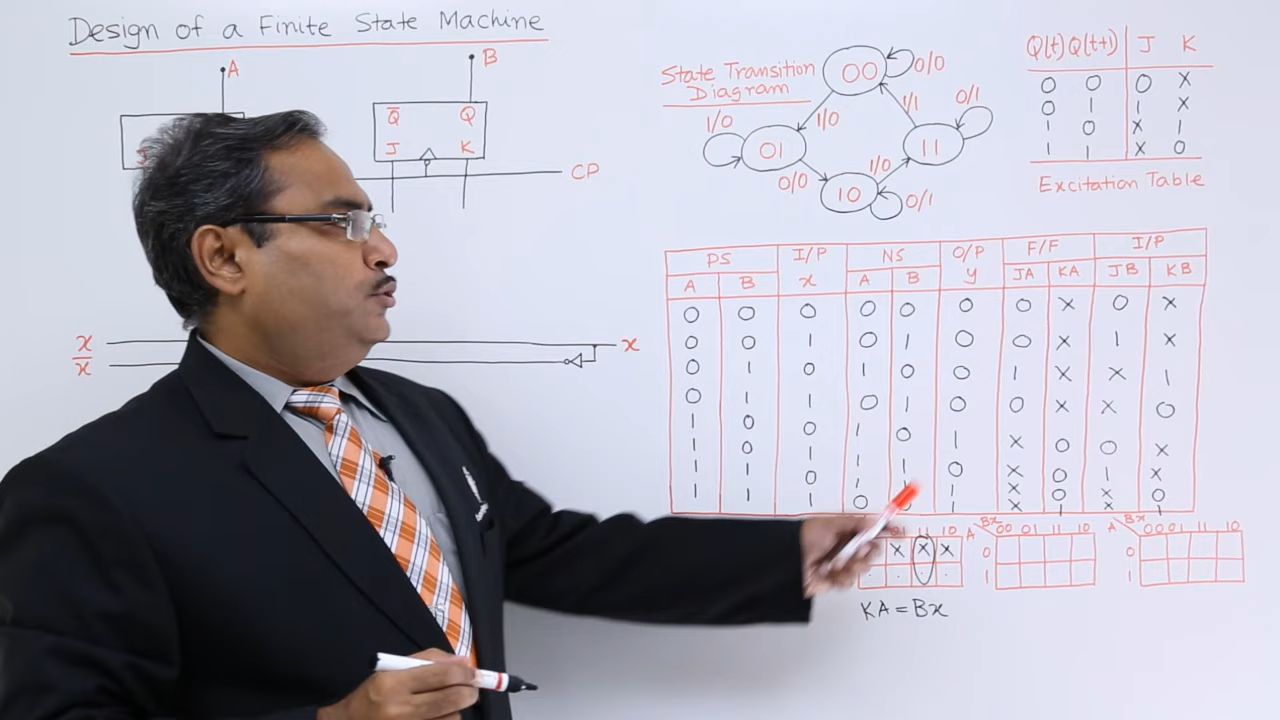 Design of a Finite State Machine
A
B
Q̅ Q
J K
J
CP
x
x̅
x
State Transition
Diagram
00
0/0
1/0
1/0
01
0/0
10
0/1
1/0
11
0/1
1/1
Q(t) Q(t+1) J K
0 0 0 X
0 1 1 X
1 0 X 1
1 1 X 0
Excitation Table
PS I/P NS O/P F/F I/P
A B x A B y JA KA JB KB
0 0 0 0 0 0 0 X 0 X
0 0 1 0 1 0 0 X 1 X
0 1 0 1 0 0 1 X X 1
0 1 1 0 1 0 0 X X 0
1 0 0 1 0 1 X 0 0 X
1 0 1 1 1 0 X 0 1 X
1 1 0 1 1 X 0 X 0
1 1 1 0 1 X 1 X 1
01 11 10
X X X
KA = Bx
A Bx 00 01 11 10
0
1
A Bx 00 01 11 10
0
1